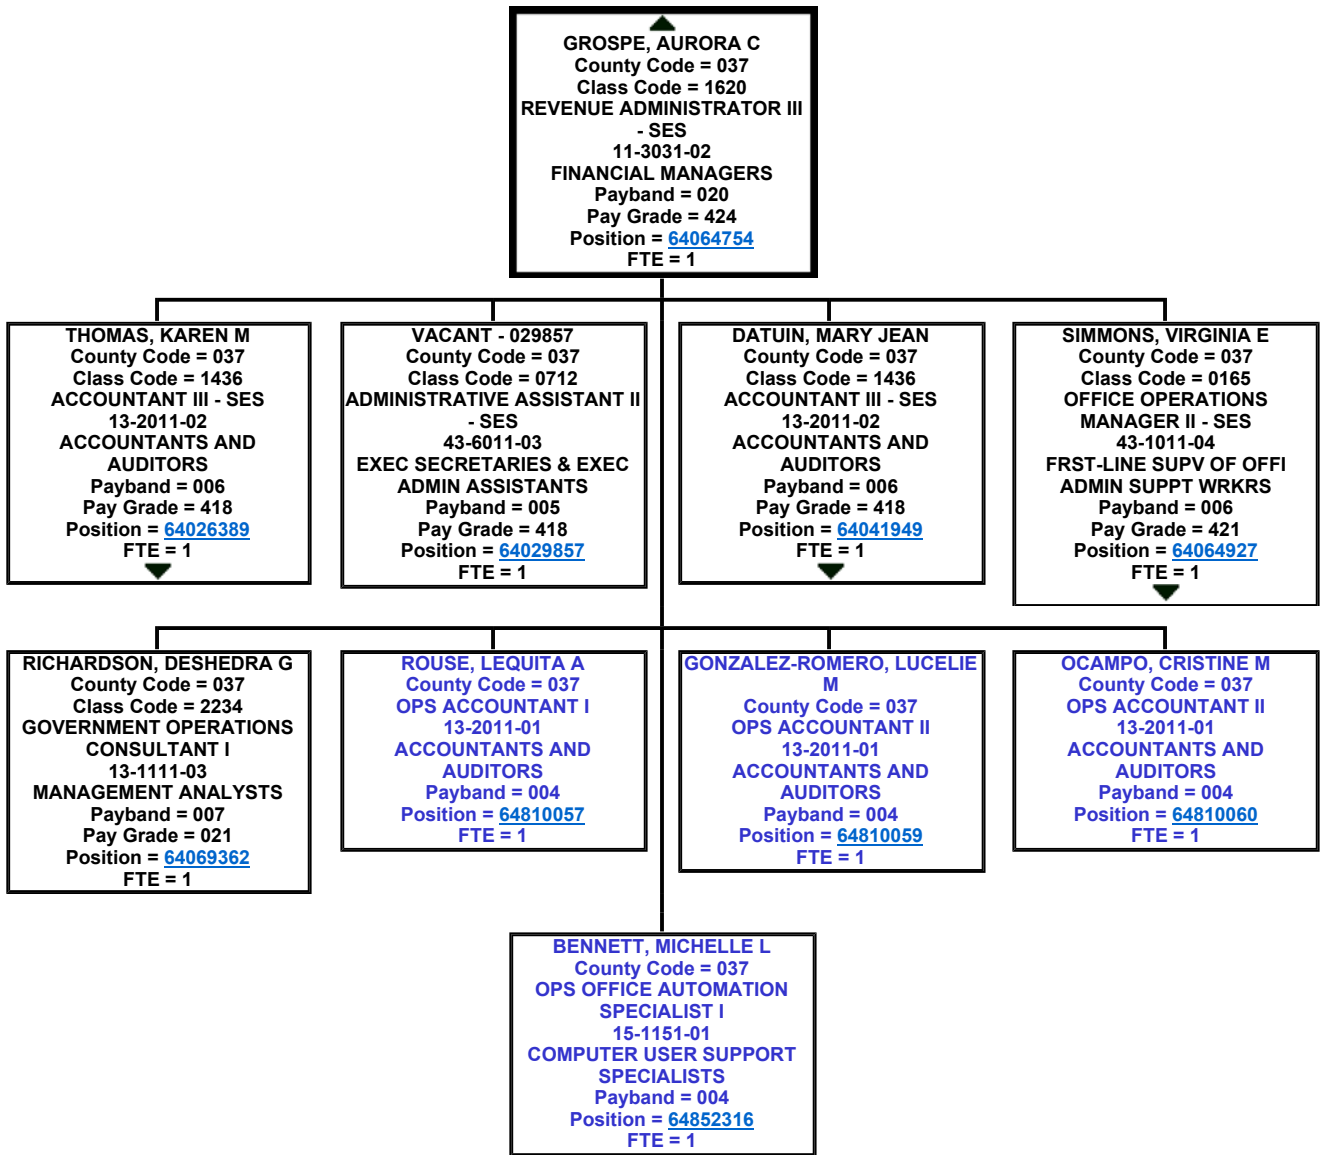 GROSPE, AURORA C
County Code = 037
Class Code = 1620
REVENUE ADMINISTRATOR III
- SES
11-3031-02
FINANCIAL MANAGERS
Payband = 020
Pay Grade = 424
Position = 64064754
FTE = 1
THOMAS, KAREN M
County Code = 037
Class Code = 1436
ACCOUNTANT III - SES
13-2011-02
ACCOUNTANTS AND
AUDITORS
Payband = 006
Pay Grade = 418
Position = 64026389
FTE = 1
VACANT - 029857
County Code = 037
Class Code = 0712
ADMINISTRATIVE ASSISTANT II
- SES
43-6011-03
EXEC SECRETARIES & EXEC
ADMIN ASSISTANTS
Payband = 005
Pay Grade = 418
Position = 64029857
FTE = 1
DATUIN, MARY JEAN
County Code = 037
Class Code = 1436
ACCOUNTANT III - SES
13-2011-02
ACCOUNTANTS AND
AUDITORS
Payband = 006
Pay Grade = 418
Position = 64041949
FTE = 1
SIMMONS, VIRGINIA E
County Code = 037
Class Code = 0165
OFFICE OPERATIONS
MANAGER II - SES
43-1011-04
FRST-LINE SUPV OF OFFI
ADMIN SUPPT WRKRS
Payband = 006
Pay Grade = 421
Position = 64064927
FTE = 1
RICHARDSON, DESHEDRA G
County Code = 037
Class Code = 2234
GOVERNMENT OPERATIONS
CONSULTANT I
13-1111-03
MANAGEMENT ANALYSTS
Payband = 007
Pay Grade = 021
Position = 64069362
FTE = 1
ROUSE, LEQUITA A
County Code = 037
OPS ACCOUNTANT I
13-2011-01
ACCOUNTANTS AND
AUDITORS
Payband = 004
Position = 64810057
FTE = 1
GONZALEZ-ROMERO, LUCELIE
M
County Code = 037
OPS ACCOUNTANT II
13-2011-01
ACCOUNTANTS AND
AUDITORS
Payband = 004
Position = 64810059
FTE = 1
OCAMPO, CRISTINE M
County Code = 037
OPS ACCOUNTANT II
13-2011-01
ACCOUNTANTS AND
AUDITORS
Payband = 004
Position = 64810060
FTE = 1
BENNETT, MICHELLE L
County Code = 037
OPS OFFICE AUTOMATION
SPECIALIST I
15-1151-01
COMPUTER USER SUPPORT
SPECIALISTS
Payband = 004
Position = 64852316
FTE = 1